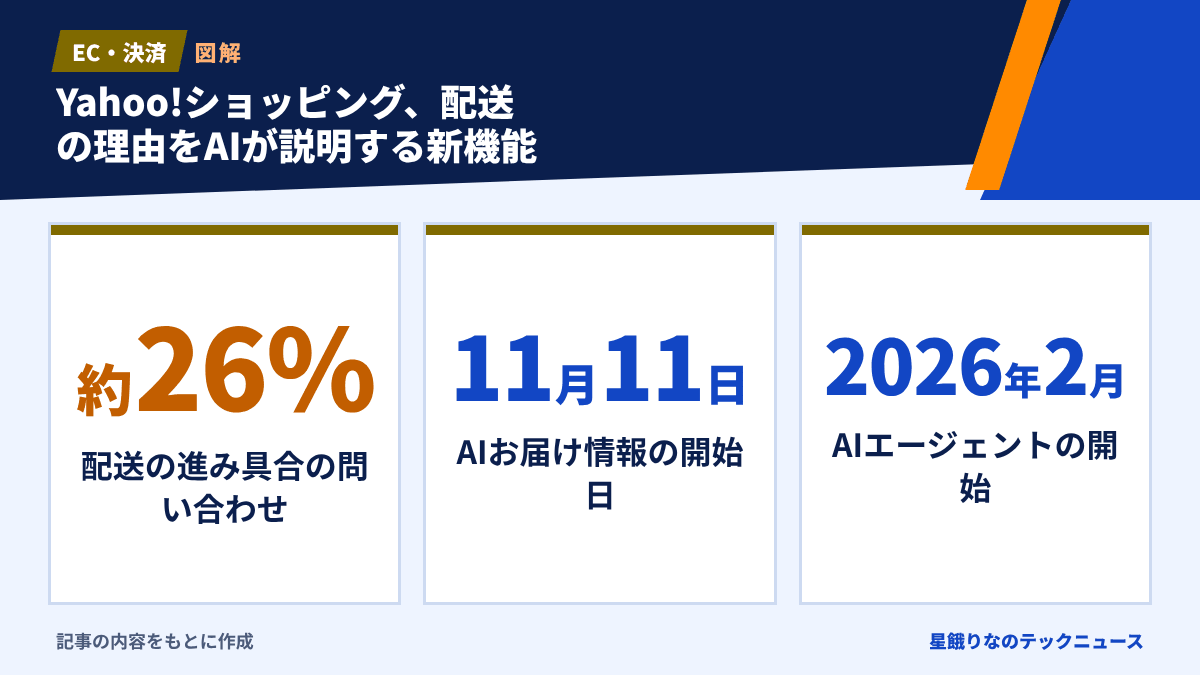 EC・決済 図解
Yahoo!ショッピング、配送
の理由をAIが説明する新機能
約26%
配送の進み具合の問
い合わせ
11月11日
AIお届け情報の開始
日
2026年2月
AIエージェントの開
始
記事の内容をもとに作成
星餓りなのテックニュース